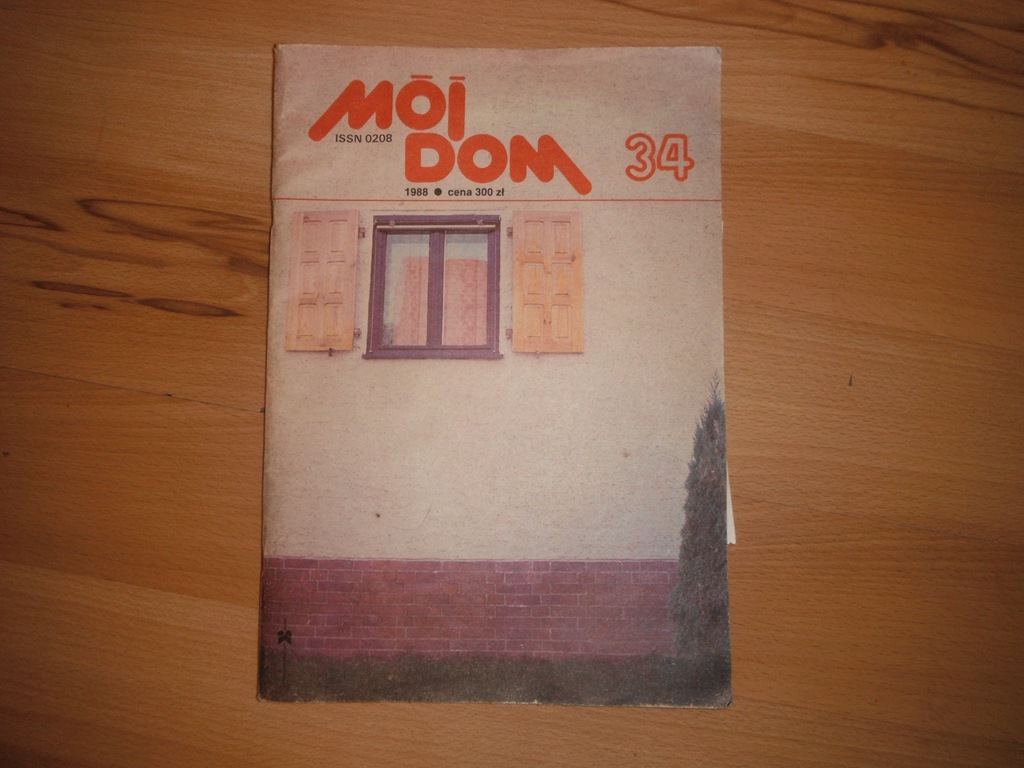 MÓJ
ISSN 0208
DOM
34
1988 ● cena 300 zł